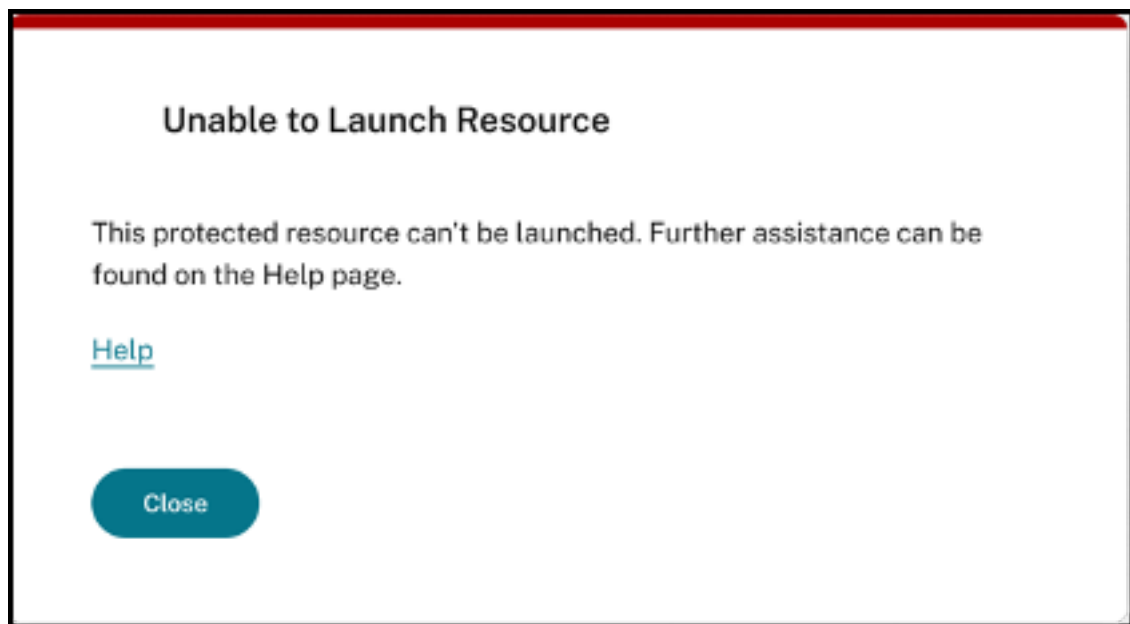 Unable to Launch Resource
This protected resource can't be launched. Further assistance can be
found on the Help page.
Help
Close